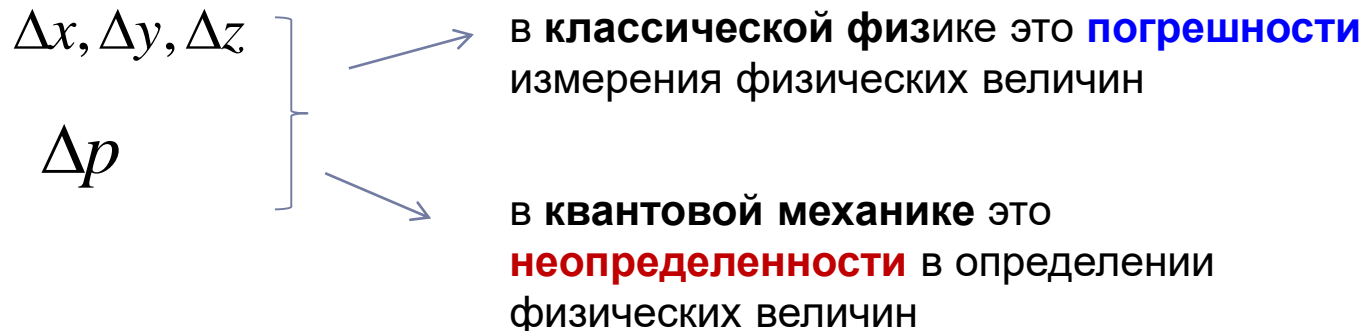 Δx, Δy, Δz
Δp
в классической физике это погрешности
измерения физических величин
в квантовой механике это
неопределенности в определении
физических величин